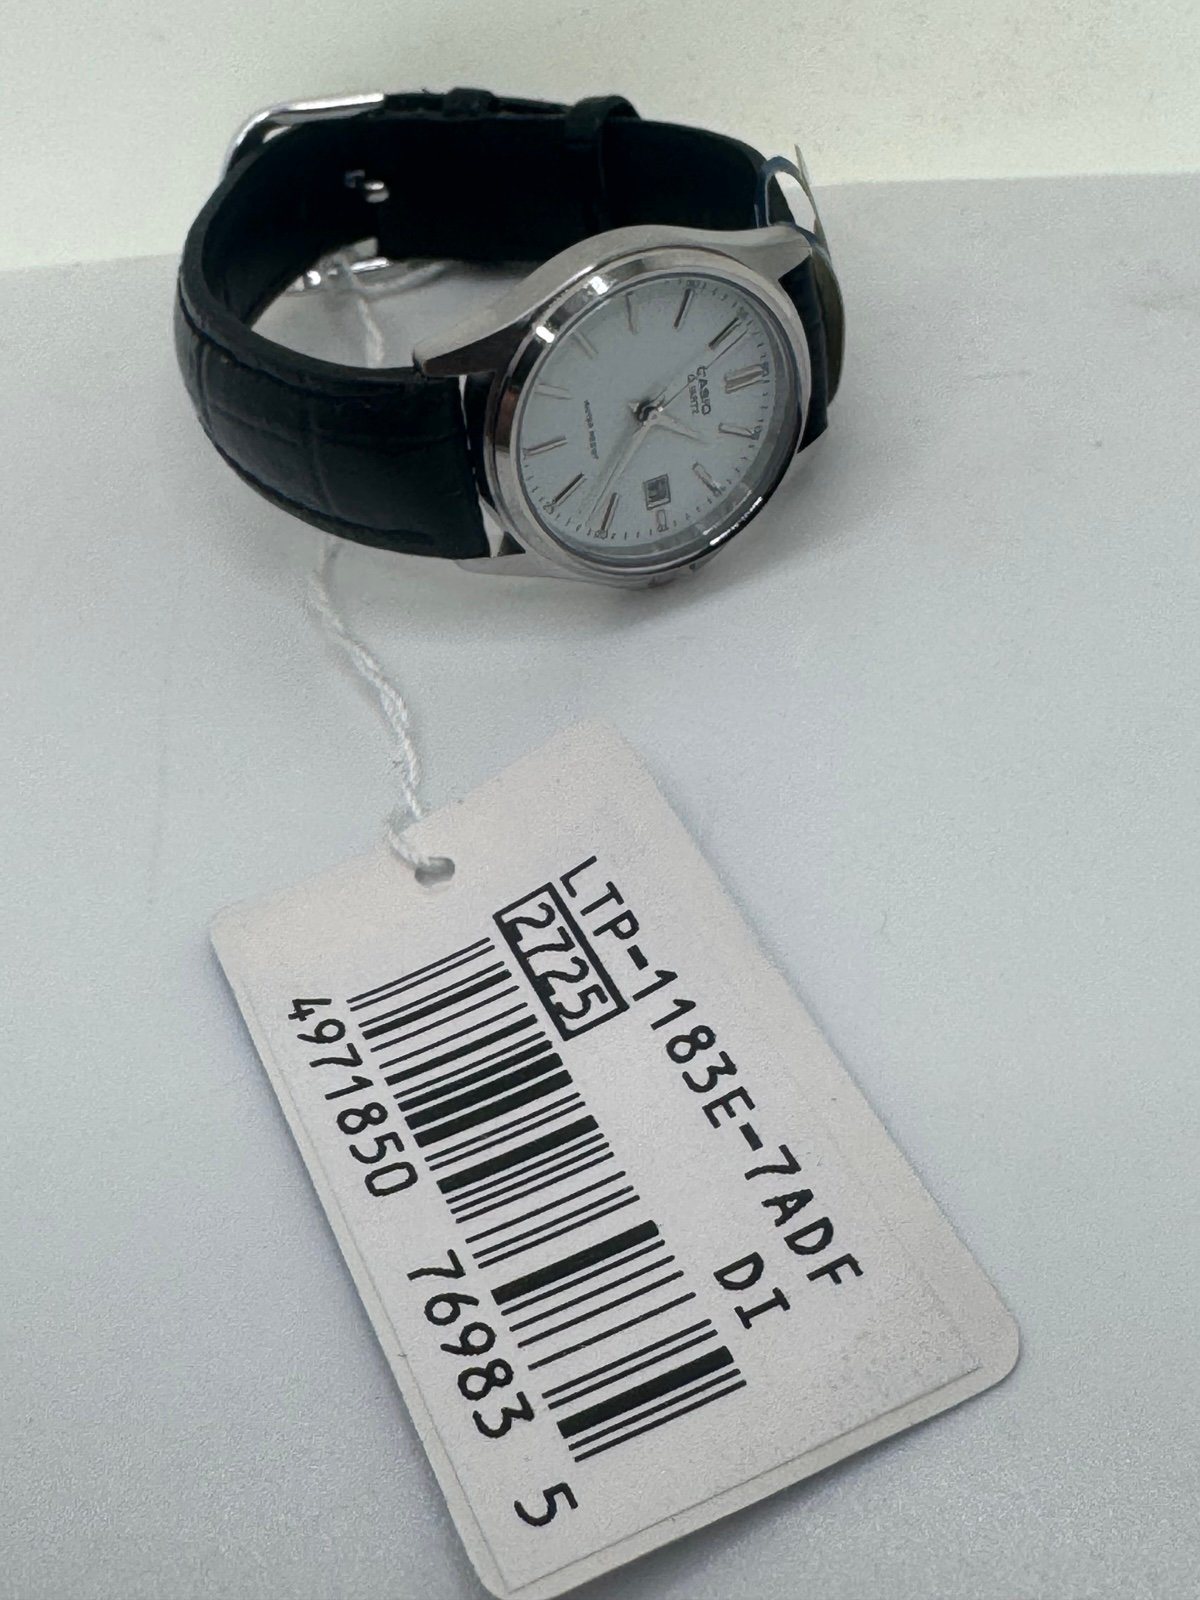 CASIO
QUARTZ
WATER RESIST
LTP-1183E-7ADF
2725 DI
4971850 76983 5